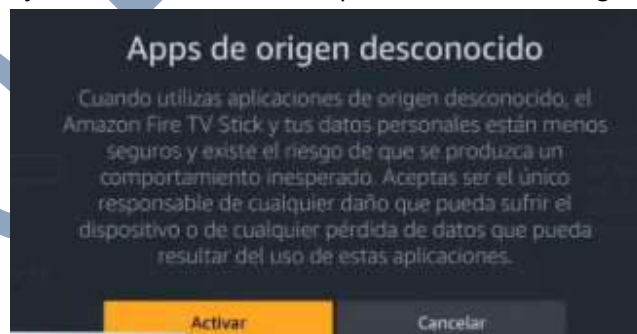 Apps de origen desconocido
Cuando utilizas aplicaciones de origen desconocido, el
Amazon Fire TV Stick y tus datos personales están menos
seguros y existe el riesgo de que se produzca un
comportamiento inesperado. Aceptas ser el único
responsable de cualquier daño que pueda sufrir el
dispositivo o de cualquier pérdida de datos que pueda
resultar del uso de estas aplicaciones.
Activar Cancelar